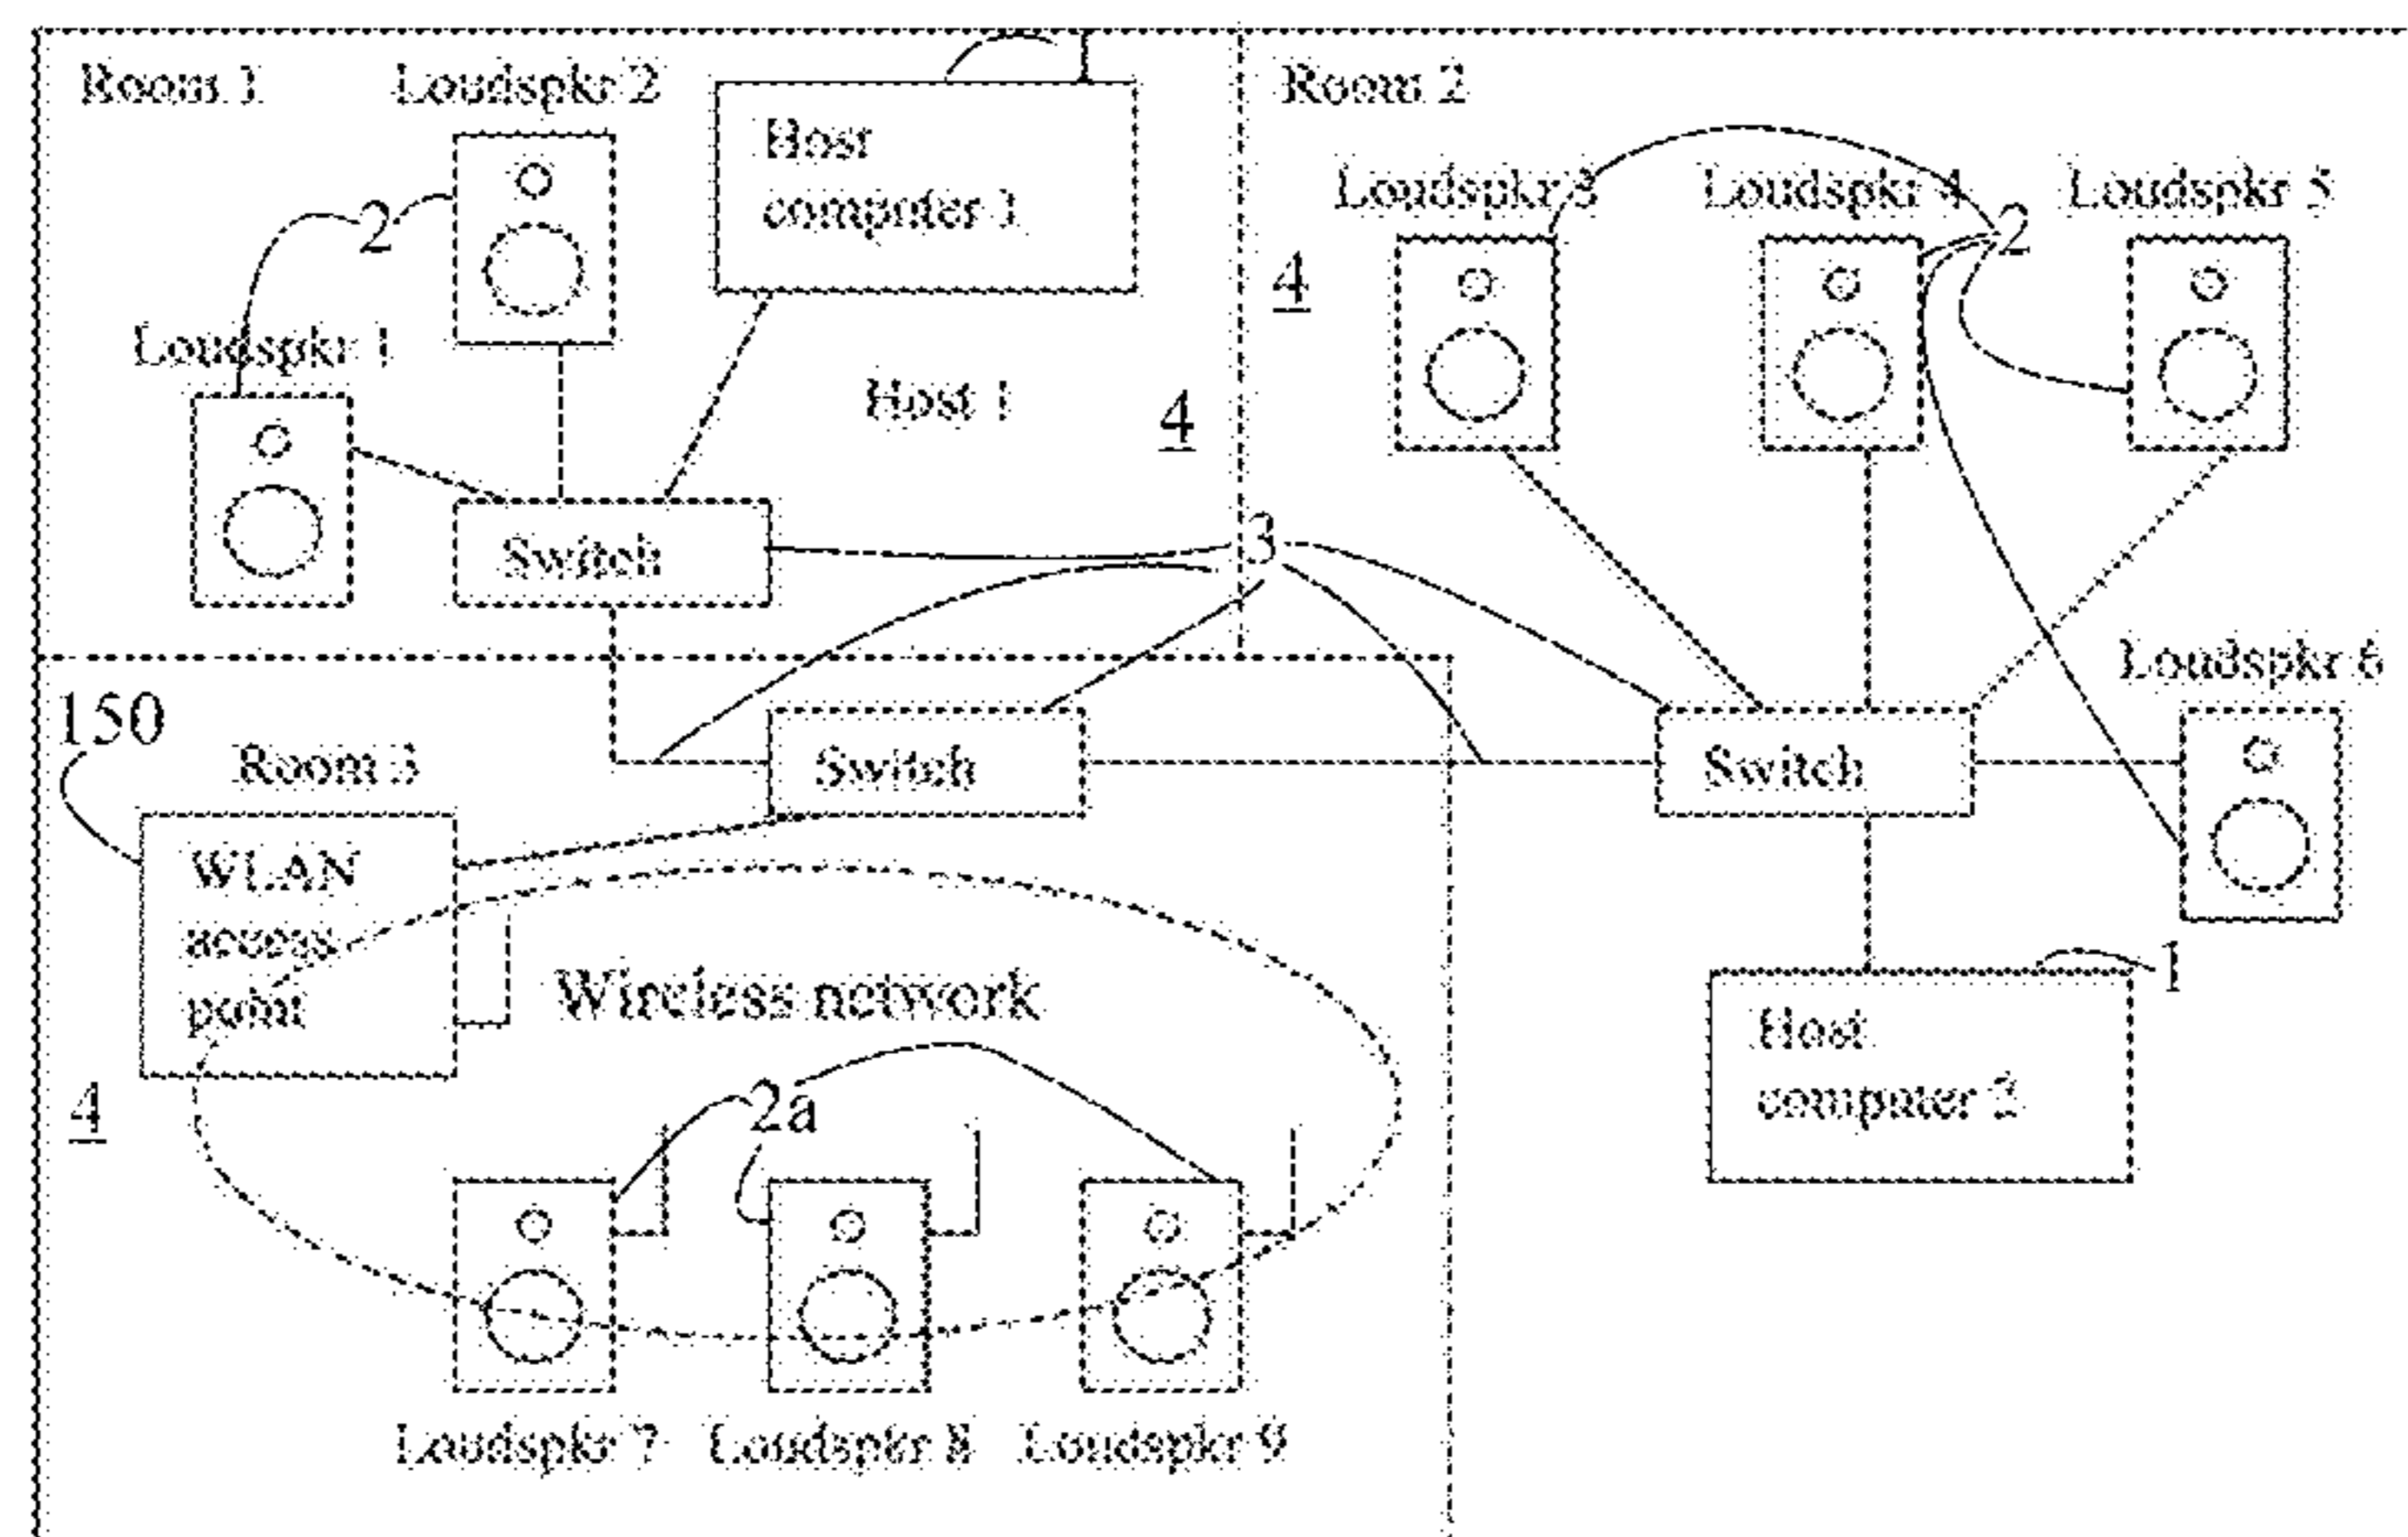 Room 1
Loudspkr 2
1
Host
computer 1
2
Loudspkr 1
Host 1
4
Switch
Room 2
Loudspkr 3
Loudspkr 4
Loudspkr 5
2
4
3
Loudspkr 6
Switch
1
Host
computer 2
150
Room 3
Switch
WLAN
access
point
Wireless network
4
2a
Loudspkr 7
Loudspkr 8
Loudspkr 9